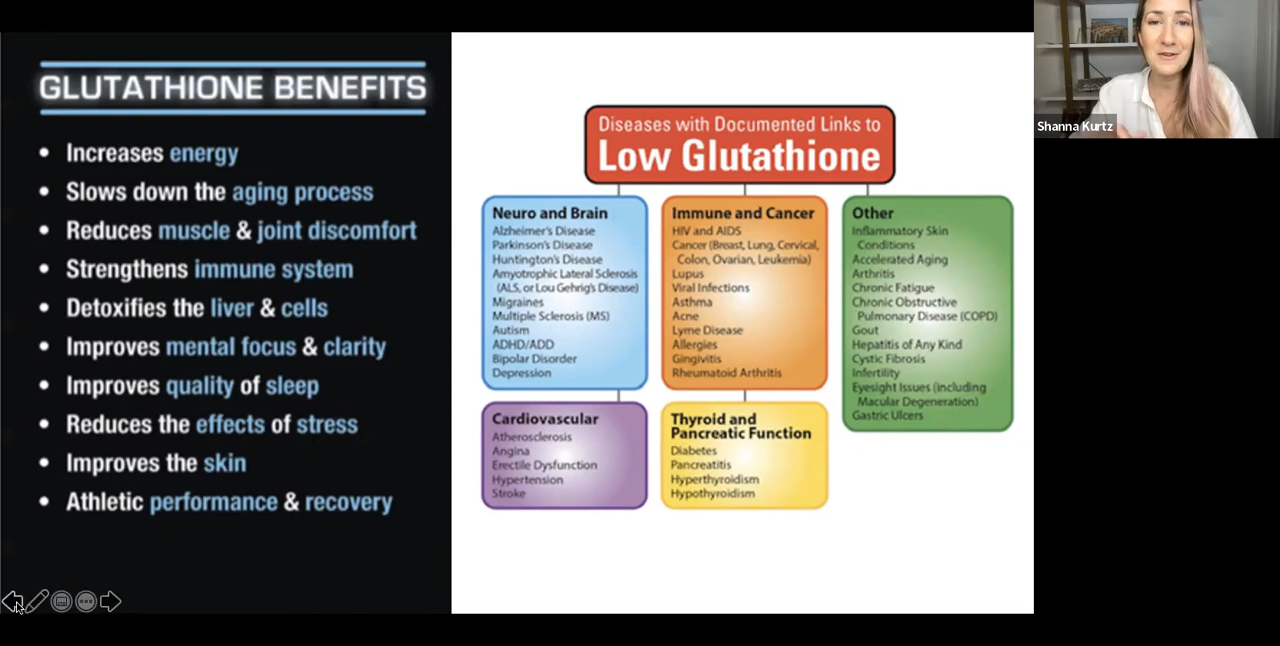 GLUTATHIONE BENEFITS
• Increases energy
• Slows down the aging process
• Reduces muscle & joint discomfort
• Strengthens immune system
• Detoxifies the liver & cells
• Improves mental focus & clarity
• Improves quality of sleep
• Reduces the effects of stress
• Improves the skin
• Athletic performance & recovery
Diseases with Documented Links to
Low Glutathione
Neuro and Brain
Alzheimer's Disease
Parkinson's Disease
Huntington's Disease
Amyotrophic Lateral Sclerosis
(ALS, or Lou Gehrig's Disease)
Migraines
Multiple Sclerosis (MS)
Autism
ADHD/ADD
Bipolar Disorder
Depression
Immune and Cancer
HIV and AIDS
Cancer (Breast, Lung, Cervical,
Colon, Ovarian, Leukemia)
Lupus
Viral Infections
Asthma
Acne
Lyme Disease
Allergies
Gingivitis
Rheumatoid Arthritis
Other
Inflammatory Skin
Conditions
Accelerated Aging
Arthritis
Chronic Fatigue
Chronic Obstructive
Pulmonary Disease (COPD)
Gout
Hepatitis of Any Kind
Cystic Fibrosis
Infertility
Eyesight Issues (including
Macular Degeneration)
Gastric Ulcers
Cardiovascular
Atherosclerosis
Angina
Erectile Dysfunction
Hypertension
Stroke
Thyroid and
Pancreatic Function
Diabetes
Pancreatitis
Hyperthyroidism
Hypothyroidism
Shanna Kurtz